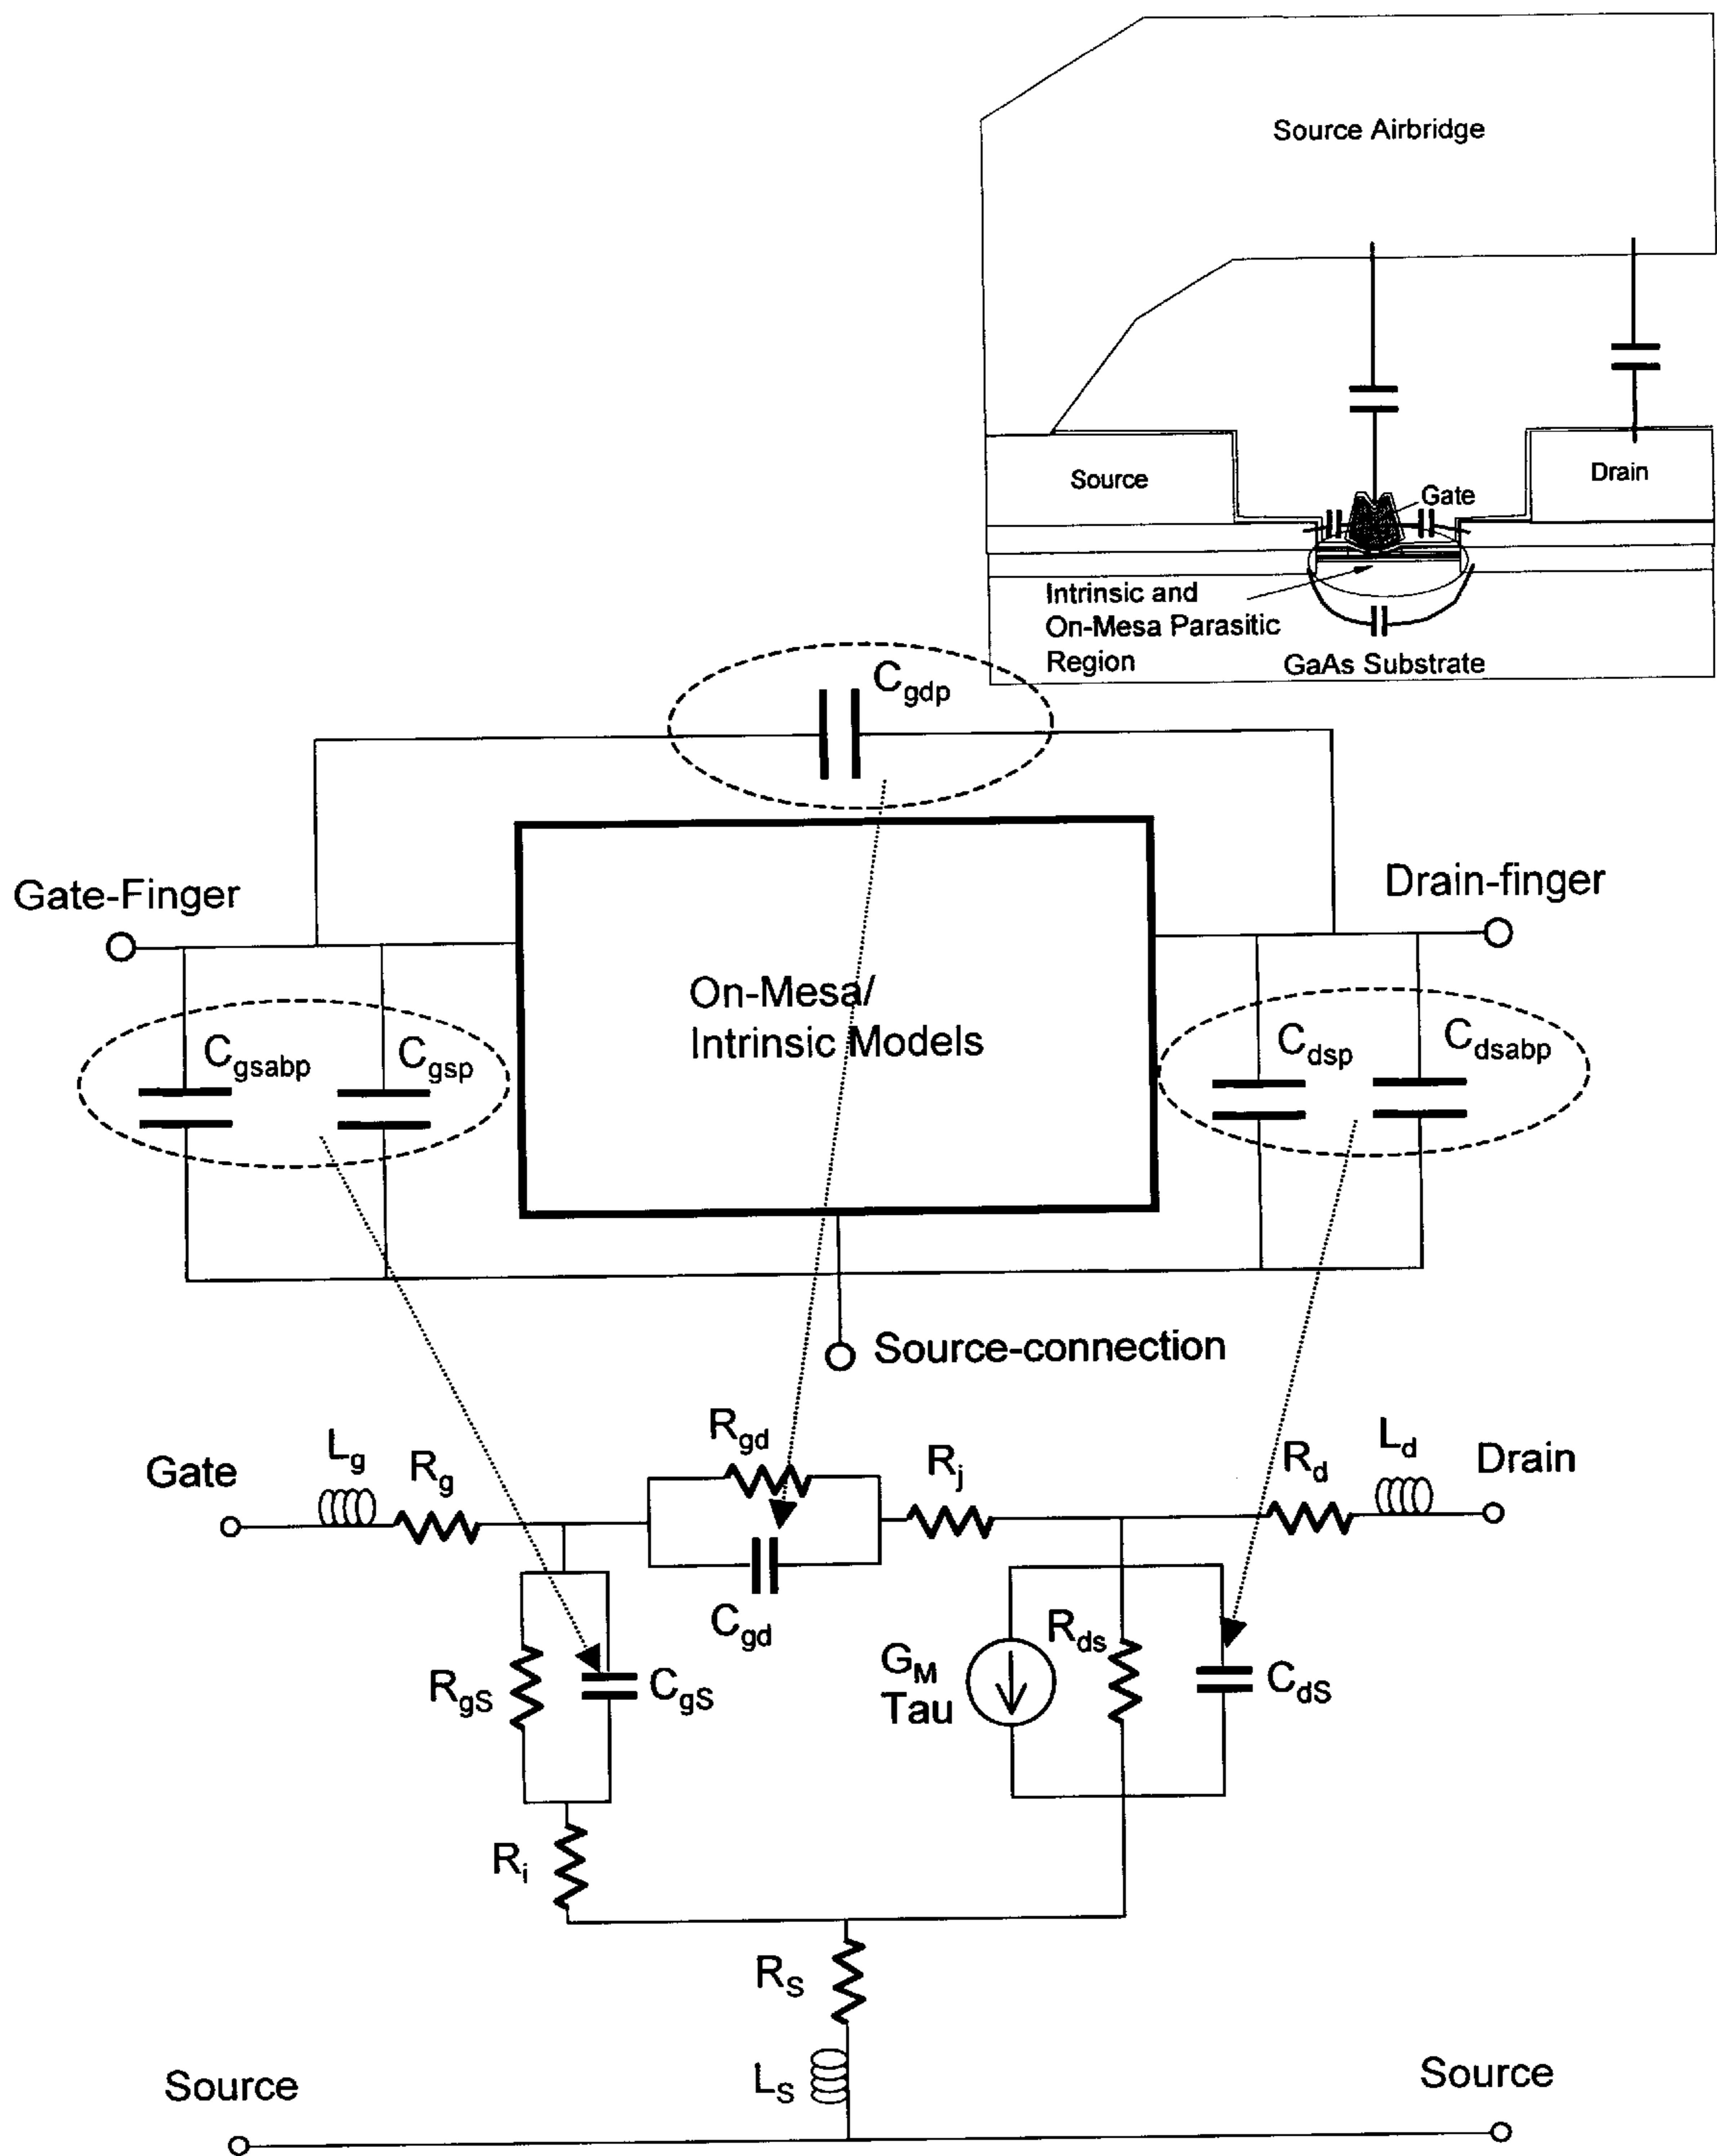 Source Airbridge
Source
Gate
Drain
Intrinsic and
On-Mesa Parasitic
Region
GaAs Substrate
Cgdp
Gate-Finger
Drain-finger
On-Mesa/
Intrinsic Models
Cgsabp
Cgsp
Cdsp
Cdsabp
Source-connection
Gate
Lg
Rg
Rgd
Rj
Rd
Ld
Drain
Cgd
RgS
CgS
GM
Tau
Rds
CdS
Ri
RS
LS
Source
Source